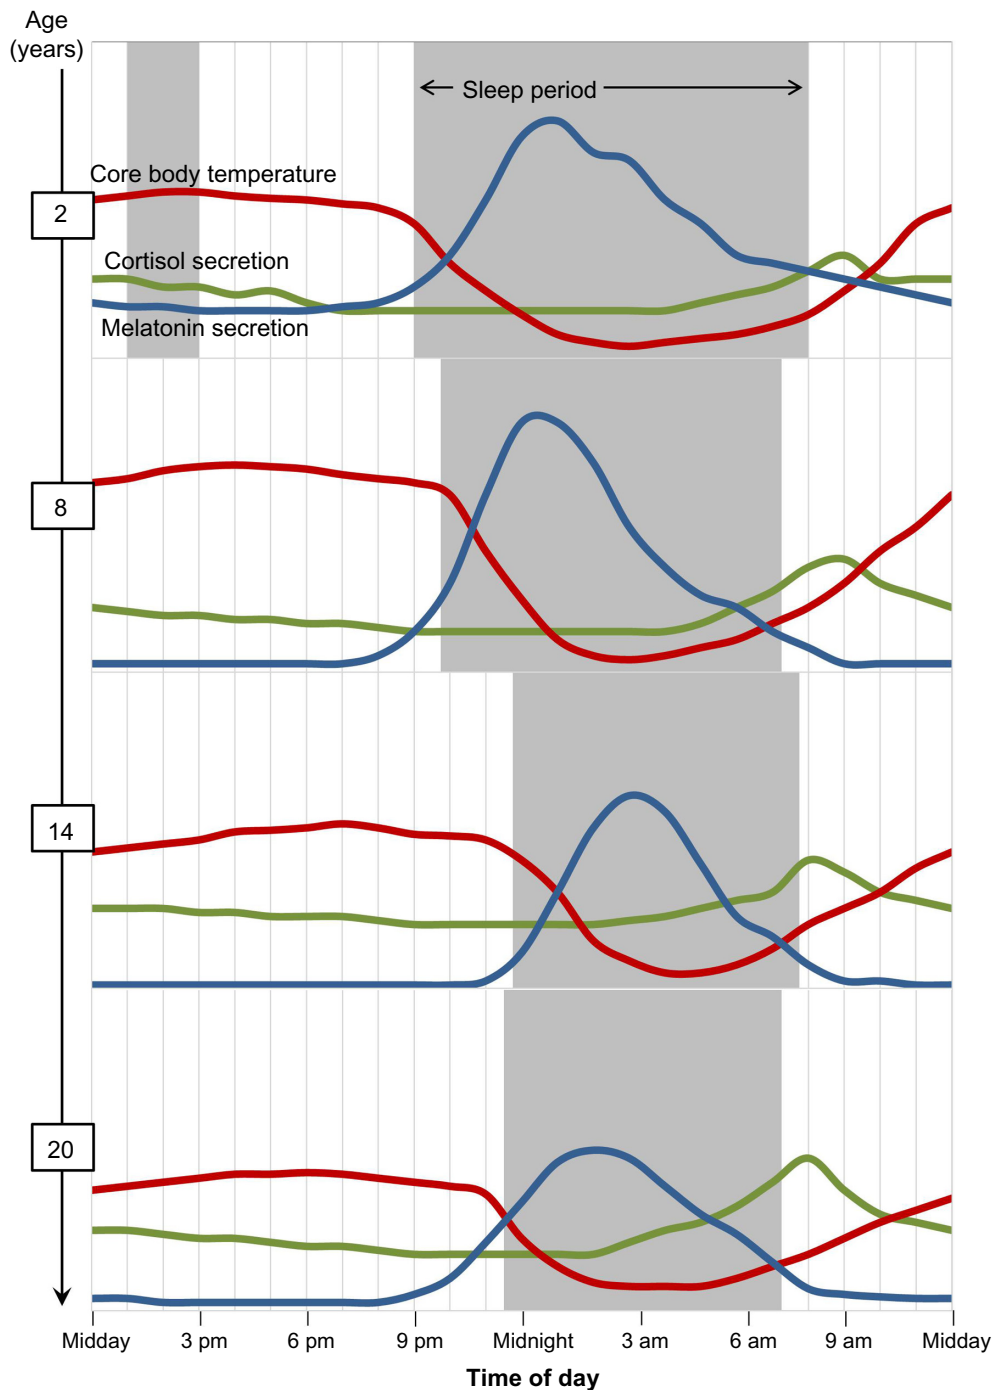 Age
(years)
Sleep period
Core body temperature
2
Cortisol secretion
Melatonin secretion
8
14
20
Midday
3 pm
6 pm
9 pm
Midnight
3 am
6 am
9 am
Midday
Time of day